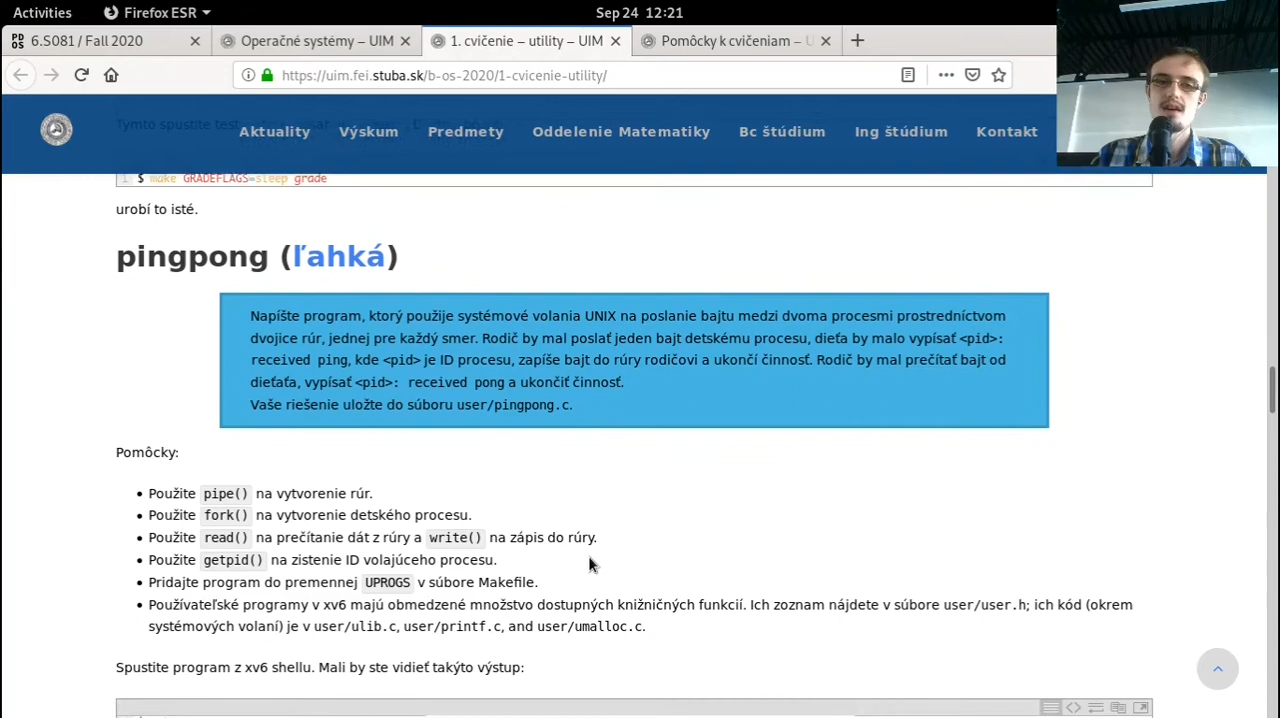 Activities Firefox ESR Sep 24 12:21
PDOS 6.S081 / Fall 2020 Operačné systémy – UIM 1. cvičenie – utility – UIM Pomôcky k cvičeniam – U
https://uim.fei.stuba.sk/b-os-2020/1-cvicenie-utility/
Aktuality Výskum Predmety Oddelenie Matematiky Bc štúdium Ing štúdium Kontakt
1 $ make GRADEFLAGS=sleep grade
urobí to isté.
pingpong (ľahká)
Napíšte program, ktorý použije systémové volania UNIX na poslanie bajtu medzi dvoma procesmi prostredníctvom
dvojice rúr, jednej pre každý smer. Rodič by mal poslať jeden bajt detskému procesu, dieťa by malo vypísať <pid>:
received ping, kde <pid> je ID procesu, zapíše bajt do rúry rodičovi a ukončí činnosť. Rodič by mal prečítať bajt od
dieťaťa, vypísať <pid>: received pong a ukončiť činnosť.
Vaše riešenie uložte do súboru user/pingpong.c.
Pomôcky:
• Použite pipe() na vytvorenie rúr.
• Použite fork() na vytvorenie detského procesu.
• Použite read() na prečítanie dát z rúry a write() na zápis do rúry.
• Použite getpid() na zistenie ID volajúceho procesu.
• Pridajte program do premennej UPROGS v súbore Makefile.
• Používateľské programy v xv6 majú obmedzené množstvo dostupných knižničných funkcií. Ich zoznam nájdete v súbore user/user.h; ich kód (okrem
systémových volaní) je v user/ulib.c, user/printf.c, and user/umalloc.c.
Spustite program z xv6 shellu. Mali by ste vidieť takýto výstup: